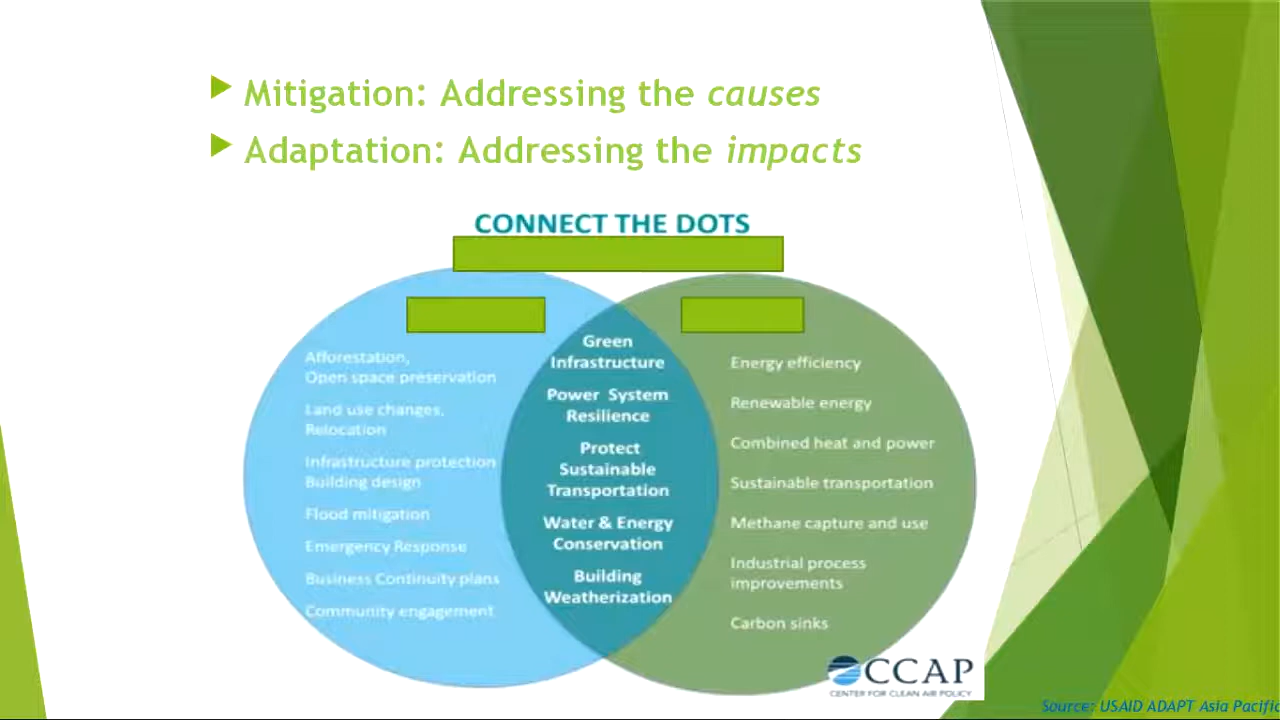 Mitigation: Addressing the causes
Adaptation: Addressing the impacts
CONNECT THE DOTS
Afforestation,
Open space preservation
Land use changes,
Relocation
Infrastructure protection
Building design
Flood mitigation
Emergency Response
Business Continuity plans
Community engagement
Green
Infrastructure
Power System
Resilience
Protect
Sustainable
Transportation
Water & Energy
Conservation
Building
Weatherization
Energy efficiency
Renewable energy
Combined heat and power
Sustainable transportation
Methane capture and use
Industrial process
improvements
Carbon sinks
CCAP
CENTER FOR CLEAN AIR POLICY
Source: USAID ADAPT Asia Pacific